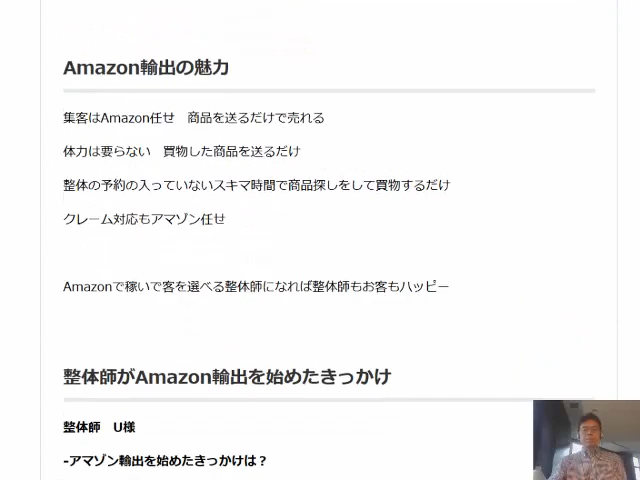 Amazon輸出の魅力
集客はAmazon任せ　商品を送るだけで売れる
体力は要らない　買物した商品を送るだけ
整体の予約の入っていないスキマ時間で商品探しをして買物するだけ
クレーム対応もアマゾン任せ
Amazonで稼いで客を選べる整体師になれば整体師もお客もハッピー
整体師がAmazon輸出を始めたきっかけ
整体師　U様
-アマゾン輸出を始めたきっかけは？